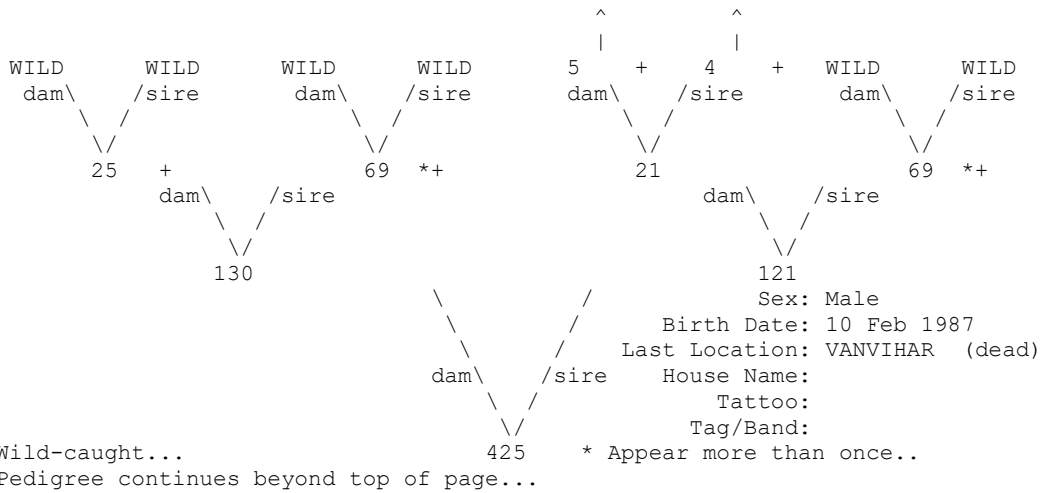 ^ ^
| |
WILD WILD WILD WILD 5 + 4 + WILD WILD
dam\ /sire dam\ /sire dam\ /sire dam\ /sire
\ / \ / \ / \ /
\/ \/ \/ \/
25 + 69 *+ 21 69 *+
dam\ /sire dam\ /sire
\ / \ /
\/ \/
130 121
\ / Sex: Male
\ / Birth Date: 10 Feb 1987
\ / Last Location: VANVIHAR (dead)
dam\ /sire House Name:
\ / Tattoo:
\/ Tag/Band:
Wild-caught... 425 * Appear more than once..
Pedigree continues beyond top of page...